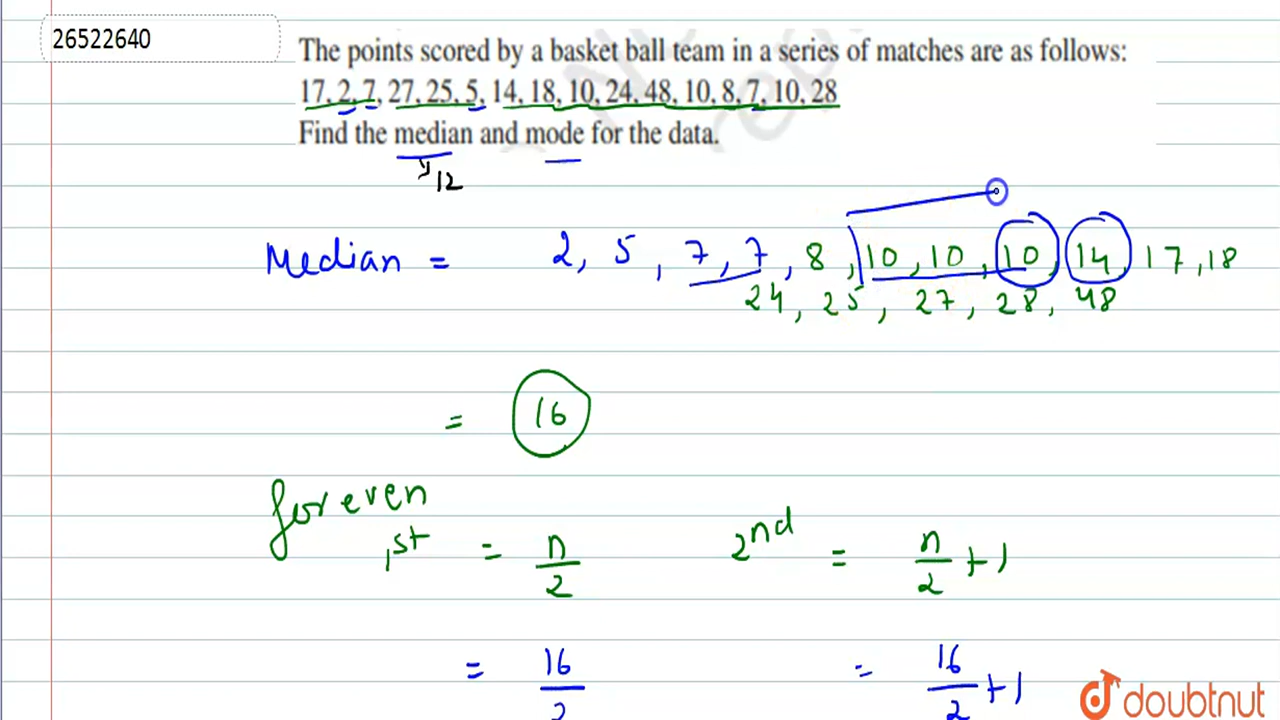 26522640
The points scored by a basket ball team in a series of matches are as follows:
17, 2, 7, 27, 25, 5, 14, 18, 10, 24, 48, 10, 8, 7, 10, 28
Find the median and mode for the data.
12
Median = 2, 5, 7, 7, 8, 10, 10, 10, 14, 17, 18
24, 25, 27, 28, 48
= 16
for even
1st = n/2 2nd = n/2 + 1
= 16/2 = 16/2 + 1
doubtnut